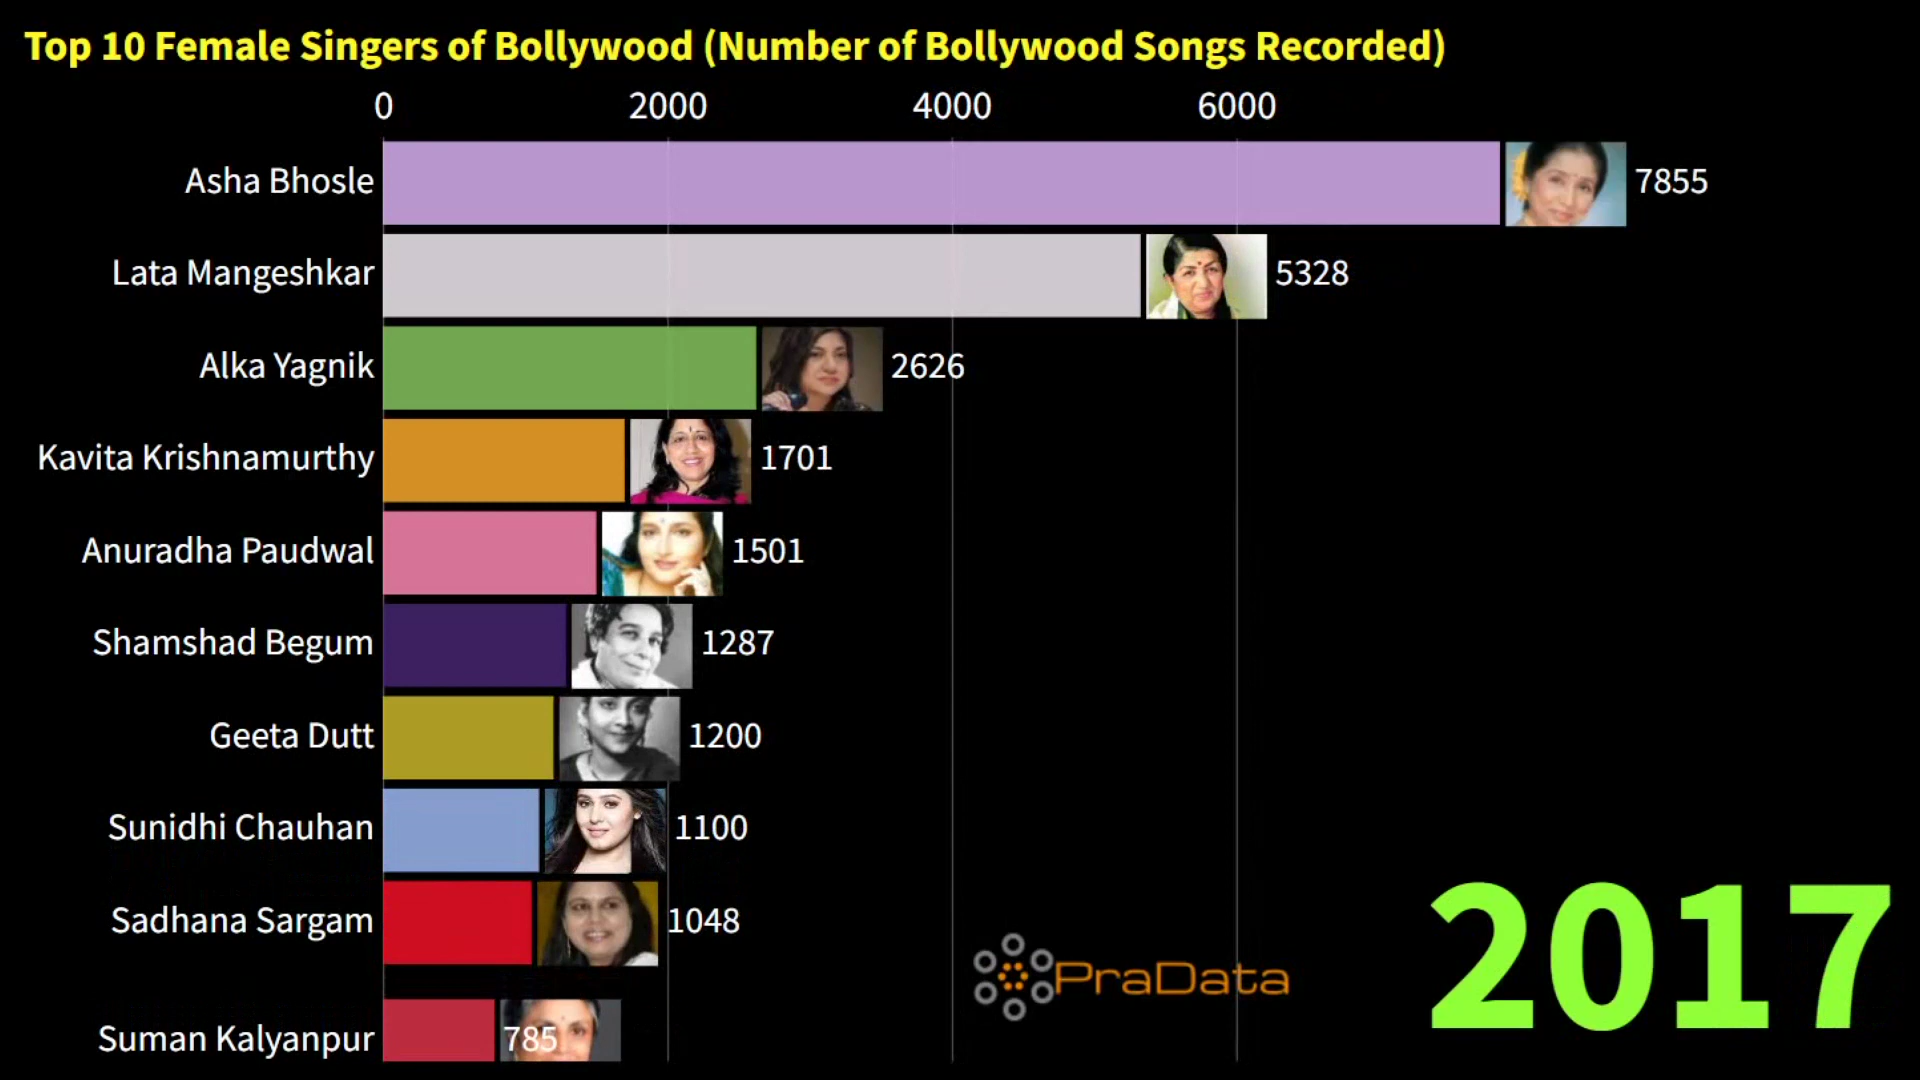 Top 10 Female Singers of Bollywood (Number of Bollywood Songs Recorded)
0 2000 4000 6000
Asha Bhosle 7855
Lata Mangeshkar 5328
Alka Yagnik 2626
Kavita Krishnamurthy 1701
Anuradha Paudwal 1501
Shamshad Begum 1287
Geeta Dutt 1200
Sunidhi Chauhan 1100
Sadhana Sargam 1048
Suman Kalyanpur 785
PraData
2017